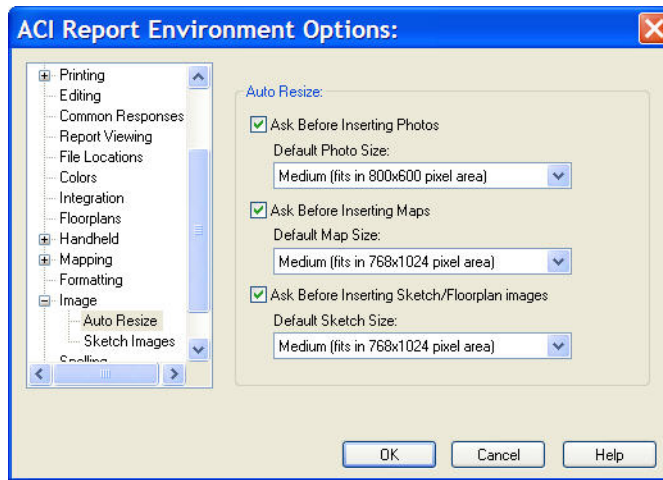 ACI Report Environment Options:
Printing
Editing
Common Responses
Report Viewing
File Locations
Colors
Integration
Floorplans
Handheld
Mapping
Formatting
Image
Auto Resize
Sketch Images
Spelling
Auto Resize:
Ask Before Inserting Photos
Default Photo Size:
Medium (fits in 800x600 pixel area)
Ask Before Inserting Maps
Default Map Size:
Medium (fits in 768x1024 pixel area)
Ask Before Inserting Sketch/Floorplan images
Default Sketch Size:
Medium (fits in 768x1024 pixel area)
OK Cancel Help